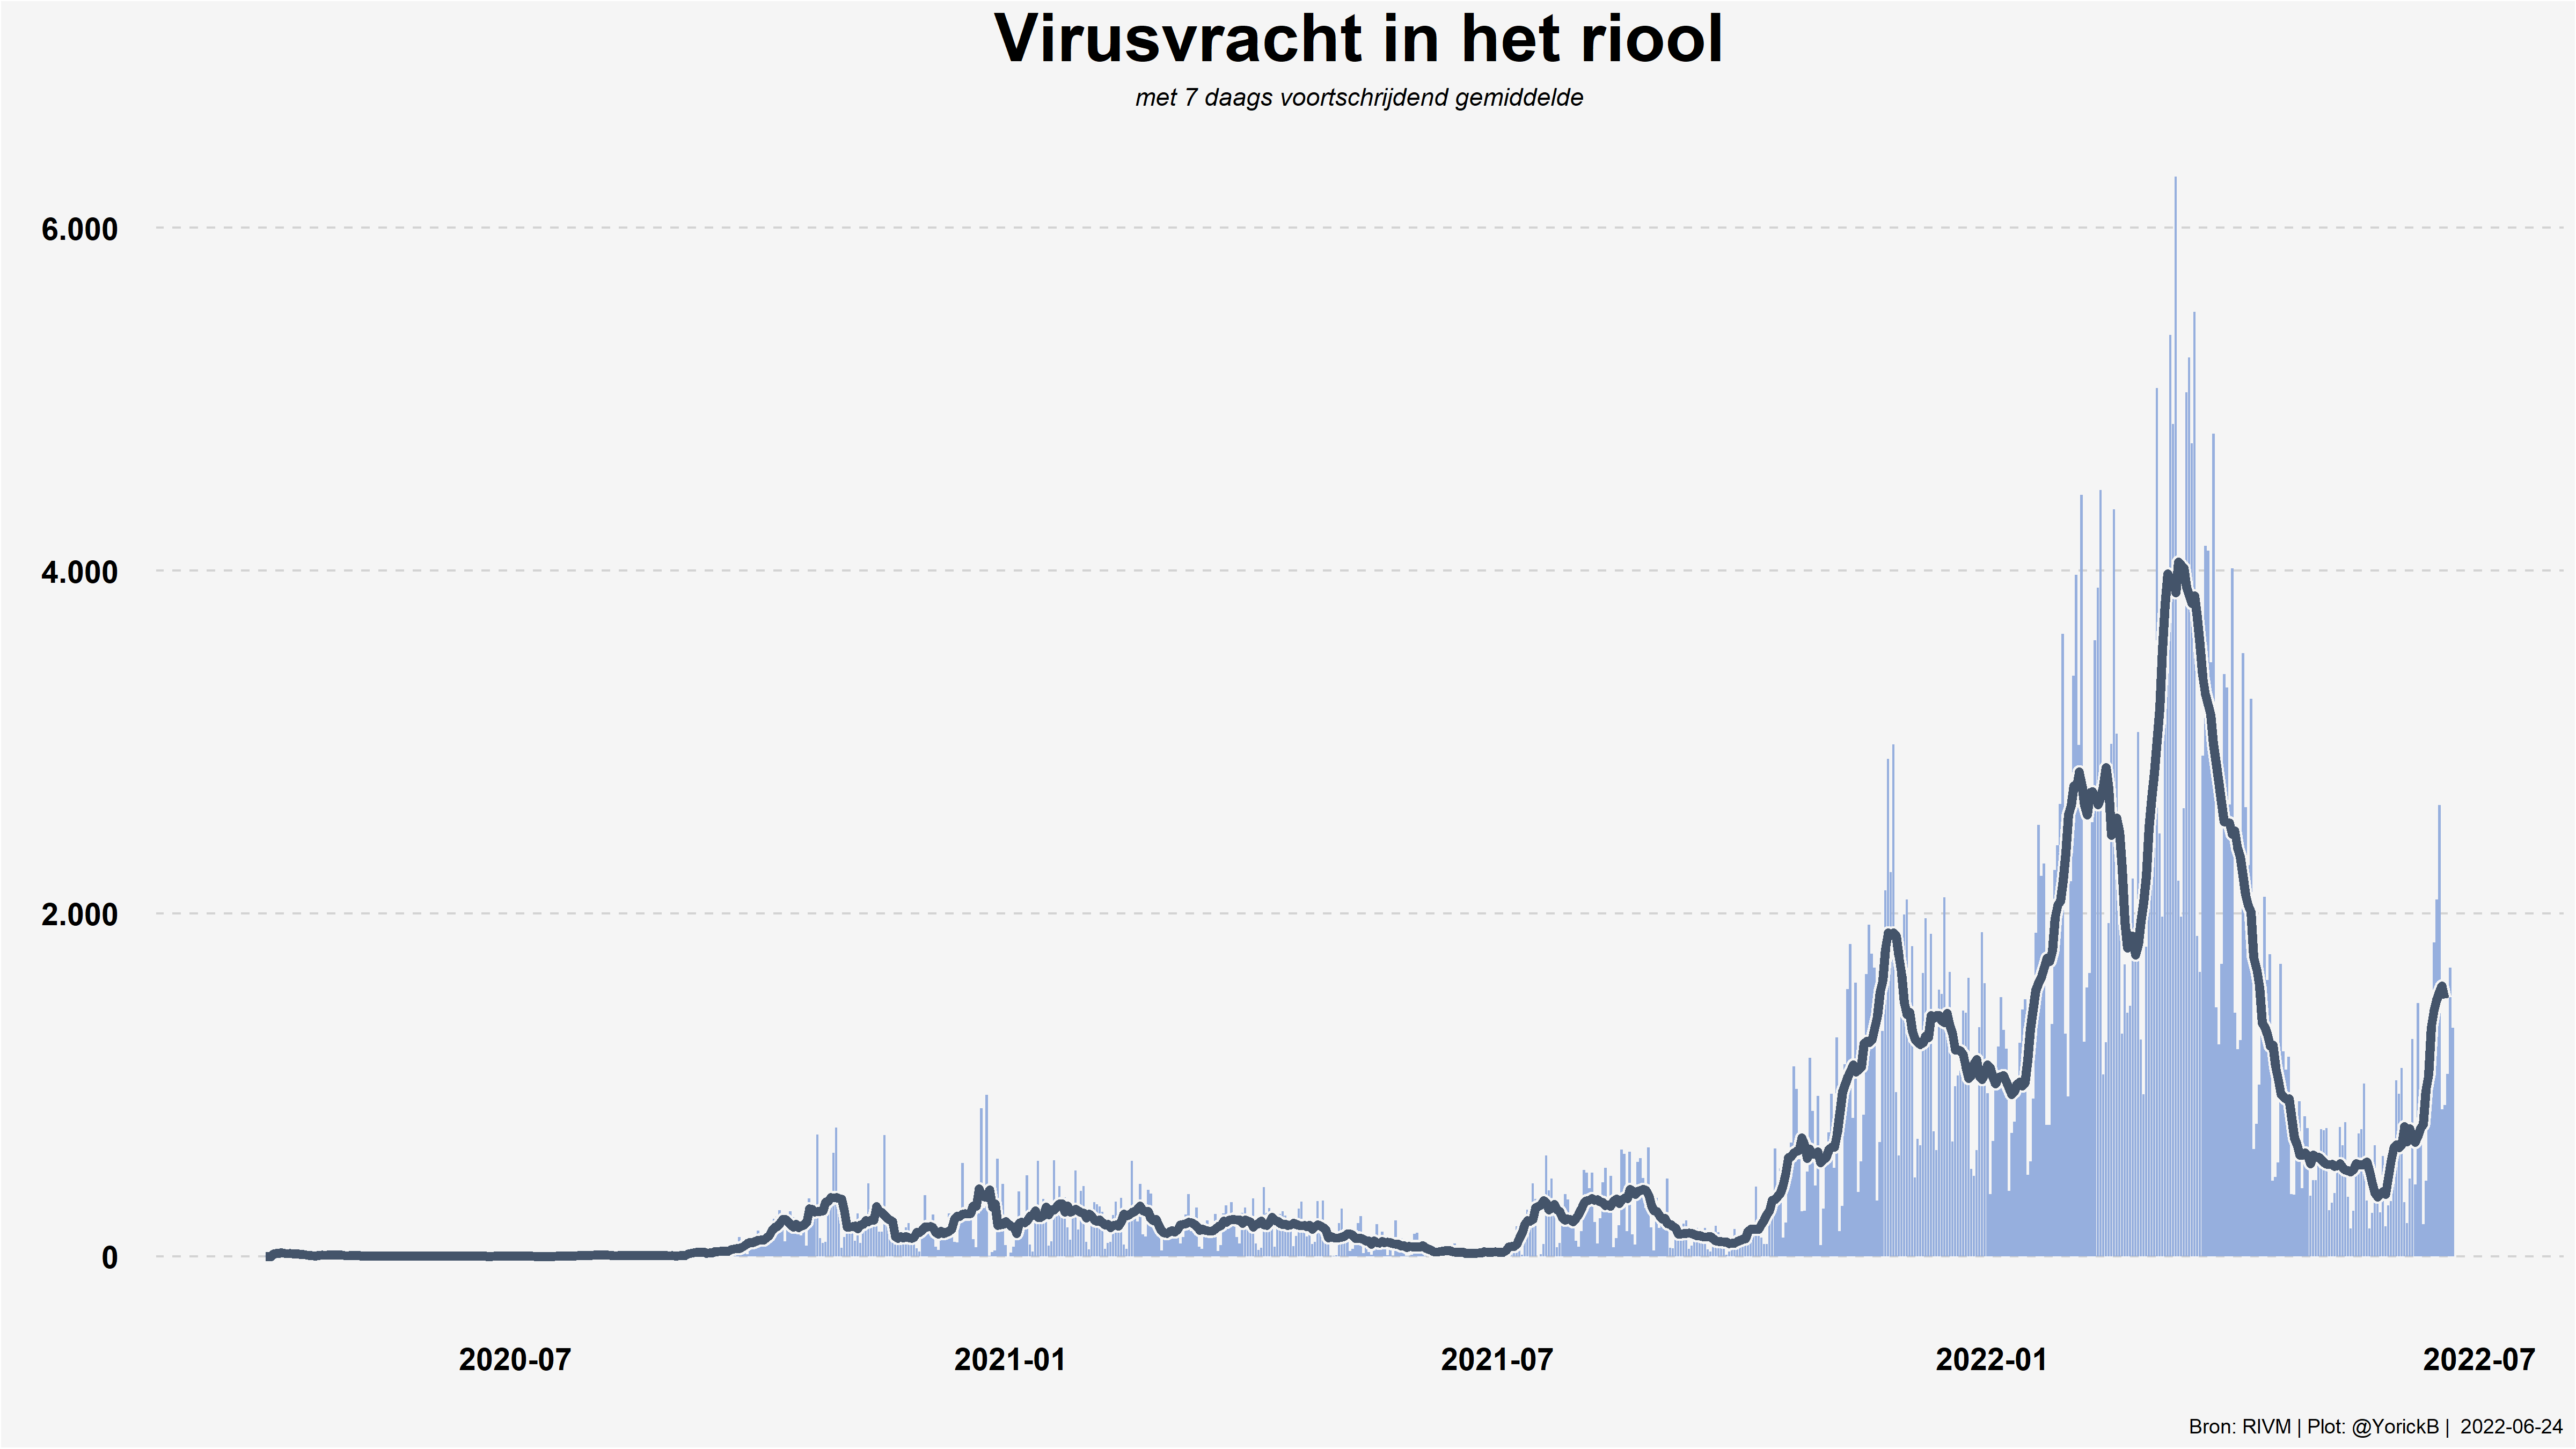 Virusvracht in het riool
met 7 daags voortschrijdend gemiddelde
6.000
4.000
2.000
0
2020-07 2021-01 2021-07 2022-01 2022-07
Bron: RIVM | Plot: @YorickB | 2022-06-24